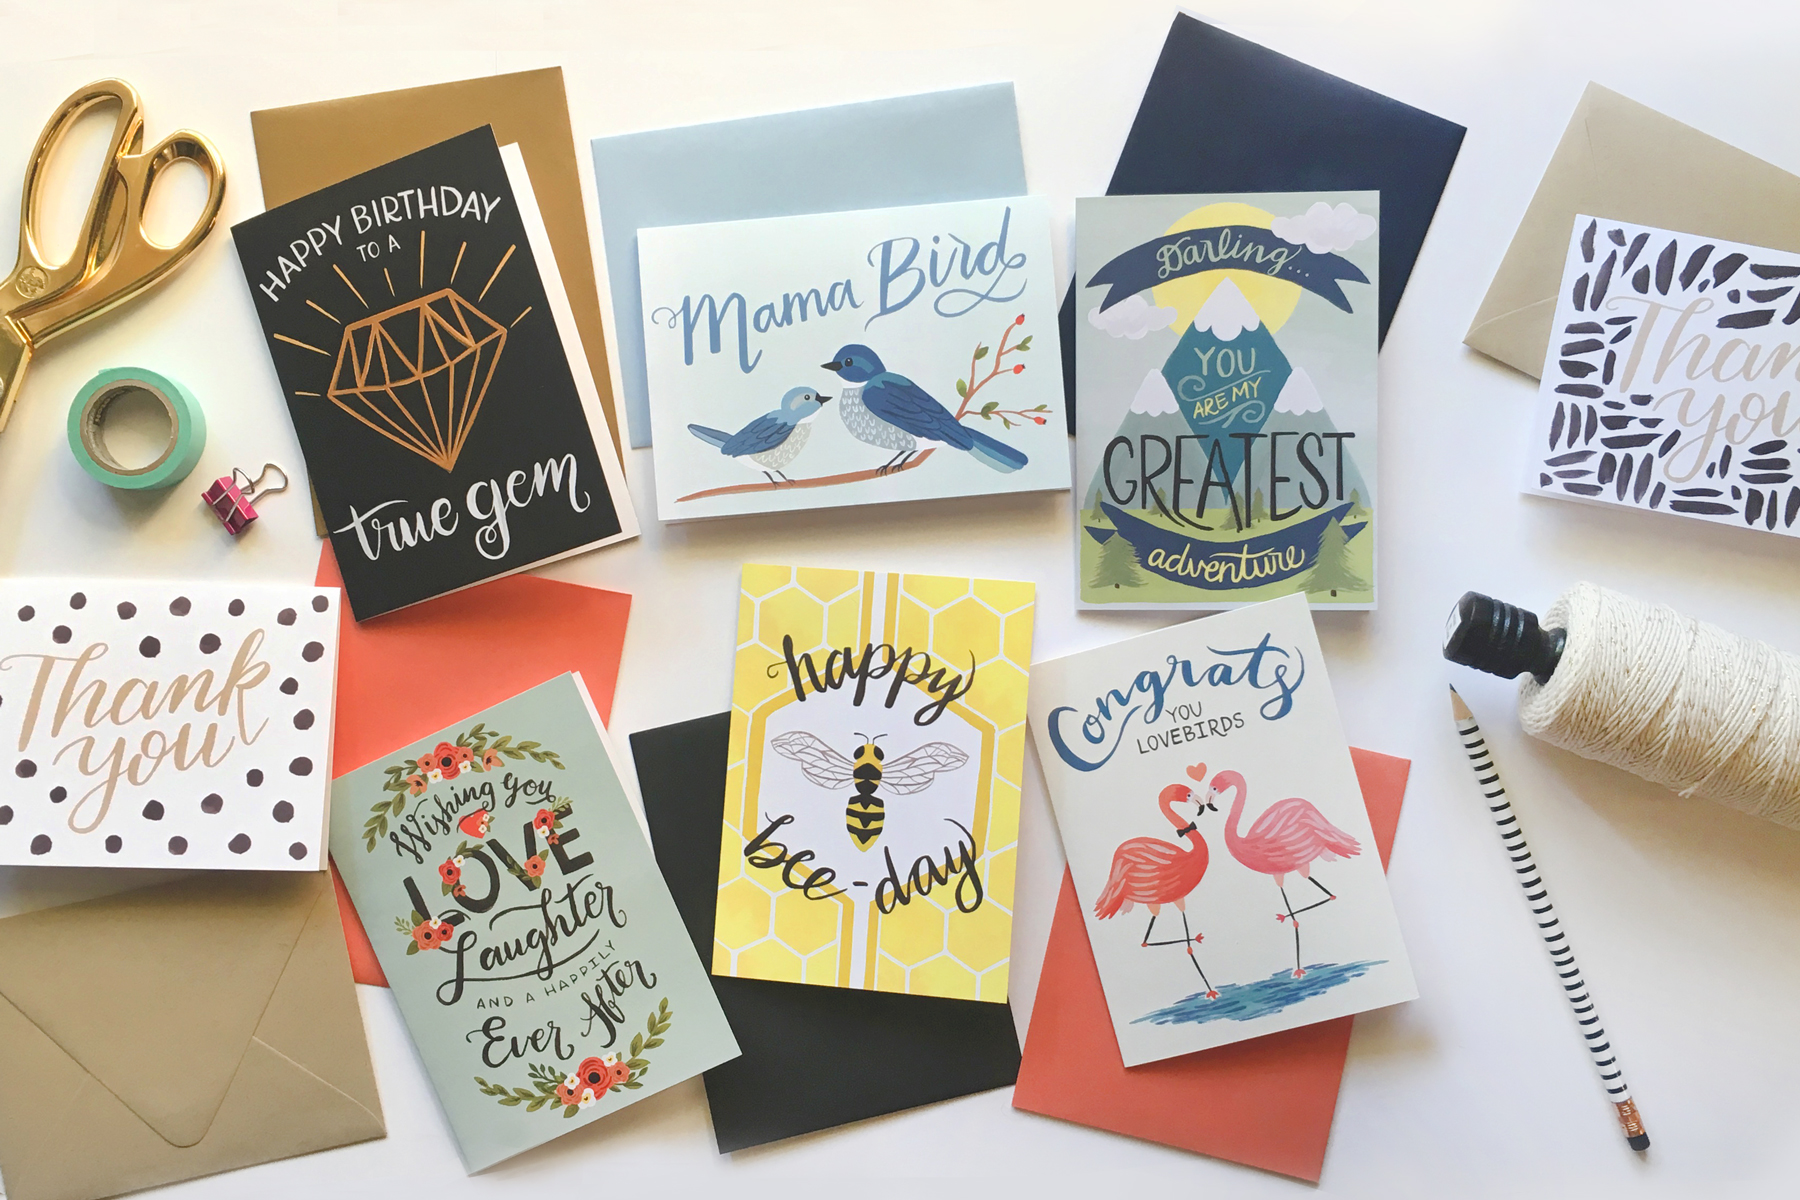 HAPPY BIRTHDAY
TO A
true gem
Mama Bird
Darling...
YOU
ARE MY
GREATEST
adventure
Thank
you
Thank
you
Wishing you
LOVE
Laughter
AND A HAPPILY
Ever After
happy
bee-day
Congrats
YOU
LOVEBIRDS